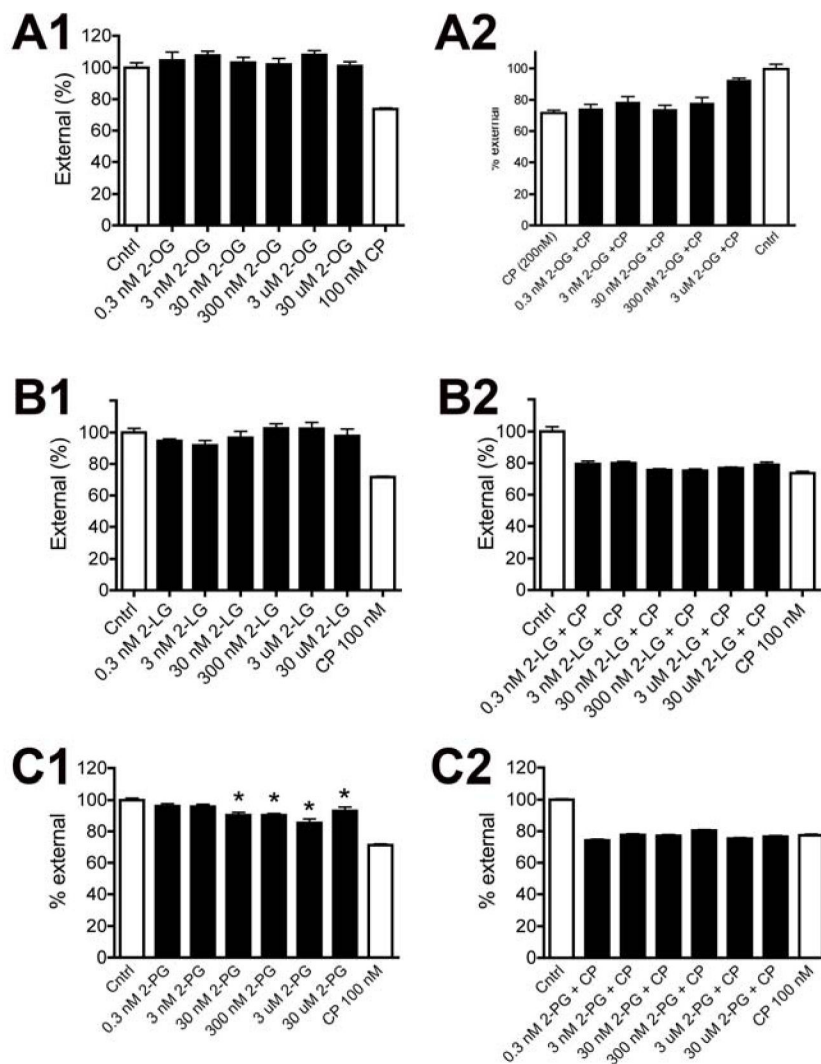 A1
External (%)
120
100
80
60
40
20
0
Cntrl
0.3 nM 2-OG
3 nM 2-OG
30 nM 2-OG
300 nM 2-OG
3 uM 2-OG
30 uM 2-OG
100 nM CP
A2
% external
100
80
60
40
20
0
CP (200nM)
0.3 nM 2-OG +CP
3 nM 2-OG +CP
30 nM 2-OG +CP
300 nM 2-OG +CP
3 uM 2-OG +CP
Cntrl
B1
External (%)
120
100
80
60
40
20
0
Cntrl
0.3 nM 2-LG
3 nM 2-LG
30 nM 2-LG
300 nM 2-LG
3 uM 2-LG
30 uM 2-LG
CP 100 nM
B2
External (%)
120
100
80
60
40
20
0
Cntrl
0.3 nM 2-LG + CP
3 nM 2-LG + CP
30 nM 2-LG + CP
300 nM 2-LG + CP
3 uM 2-LG + CP
30 uM 2-LG + CP
CP 100 nM
C1
% external
120
100
80
60
40
20
0
* * * *
Cntrl
0.3 nM 2-PG
3 nM 2-PG
30 nM 2-PG
300 nM 2-PG
3 uM 2-PG
30 uM 2-PG
CP 100 nM
C2
% external
120
100
80
60
40
20
0
Cntrl
0.3 nM 2-PG + CP
3 nM 2-PG + CP
30 nM 2-PG + CP
300 nM 2-PG + CP
3 uM 2-PG + CP
30 uM 2-PG + CP
CP 100 nM